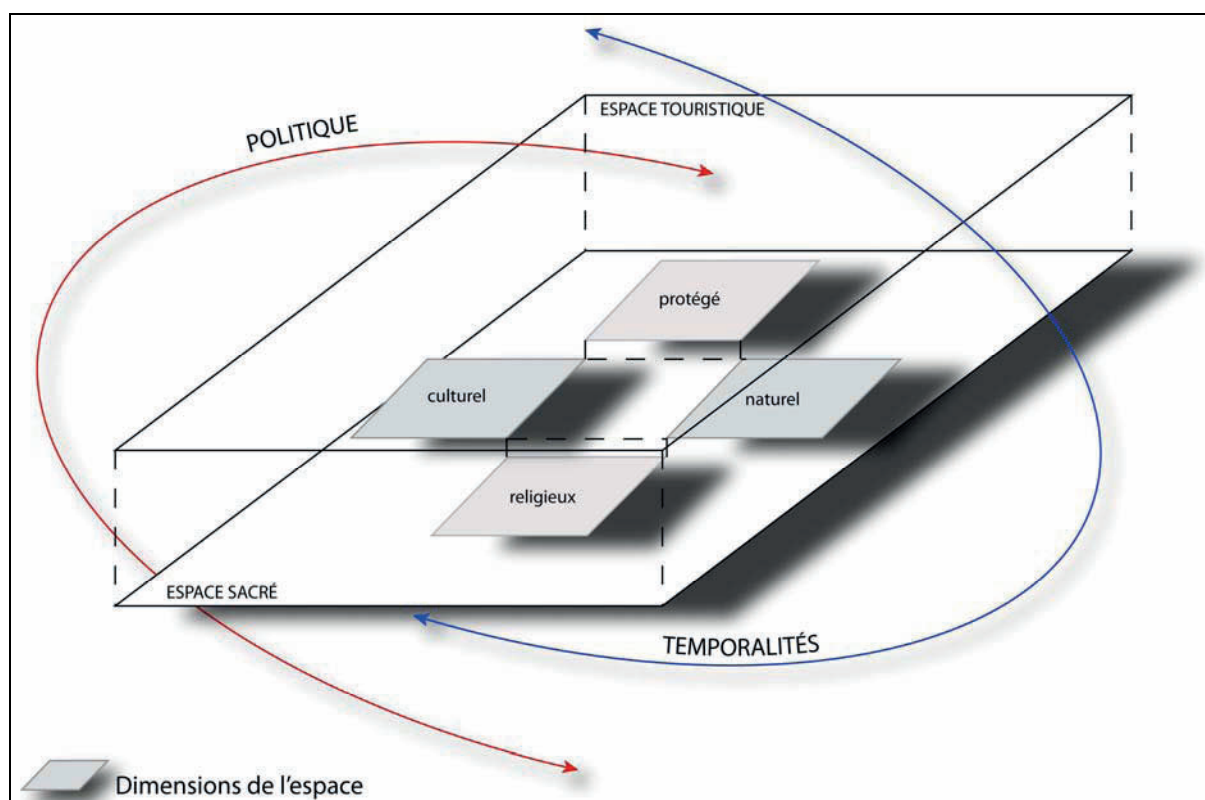 ESPACE TOURISTIQUE
POLITIQUE
protégé
culturel
naturel
religieux
ESPACE SACRÉ
TEMPORALITÉS
Dimensions de l'espace